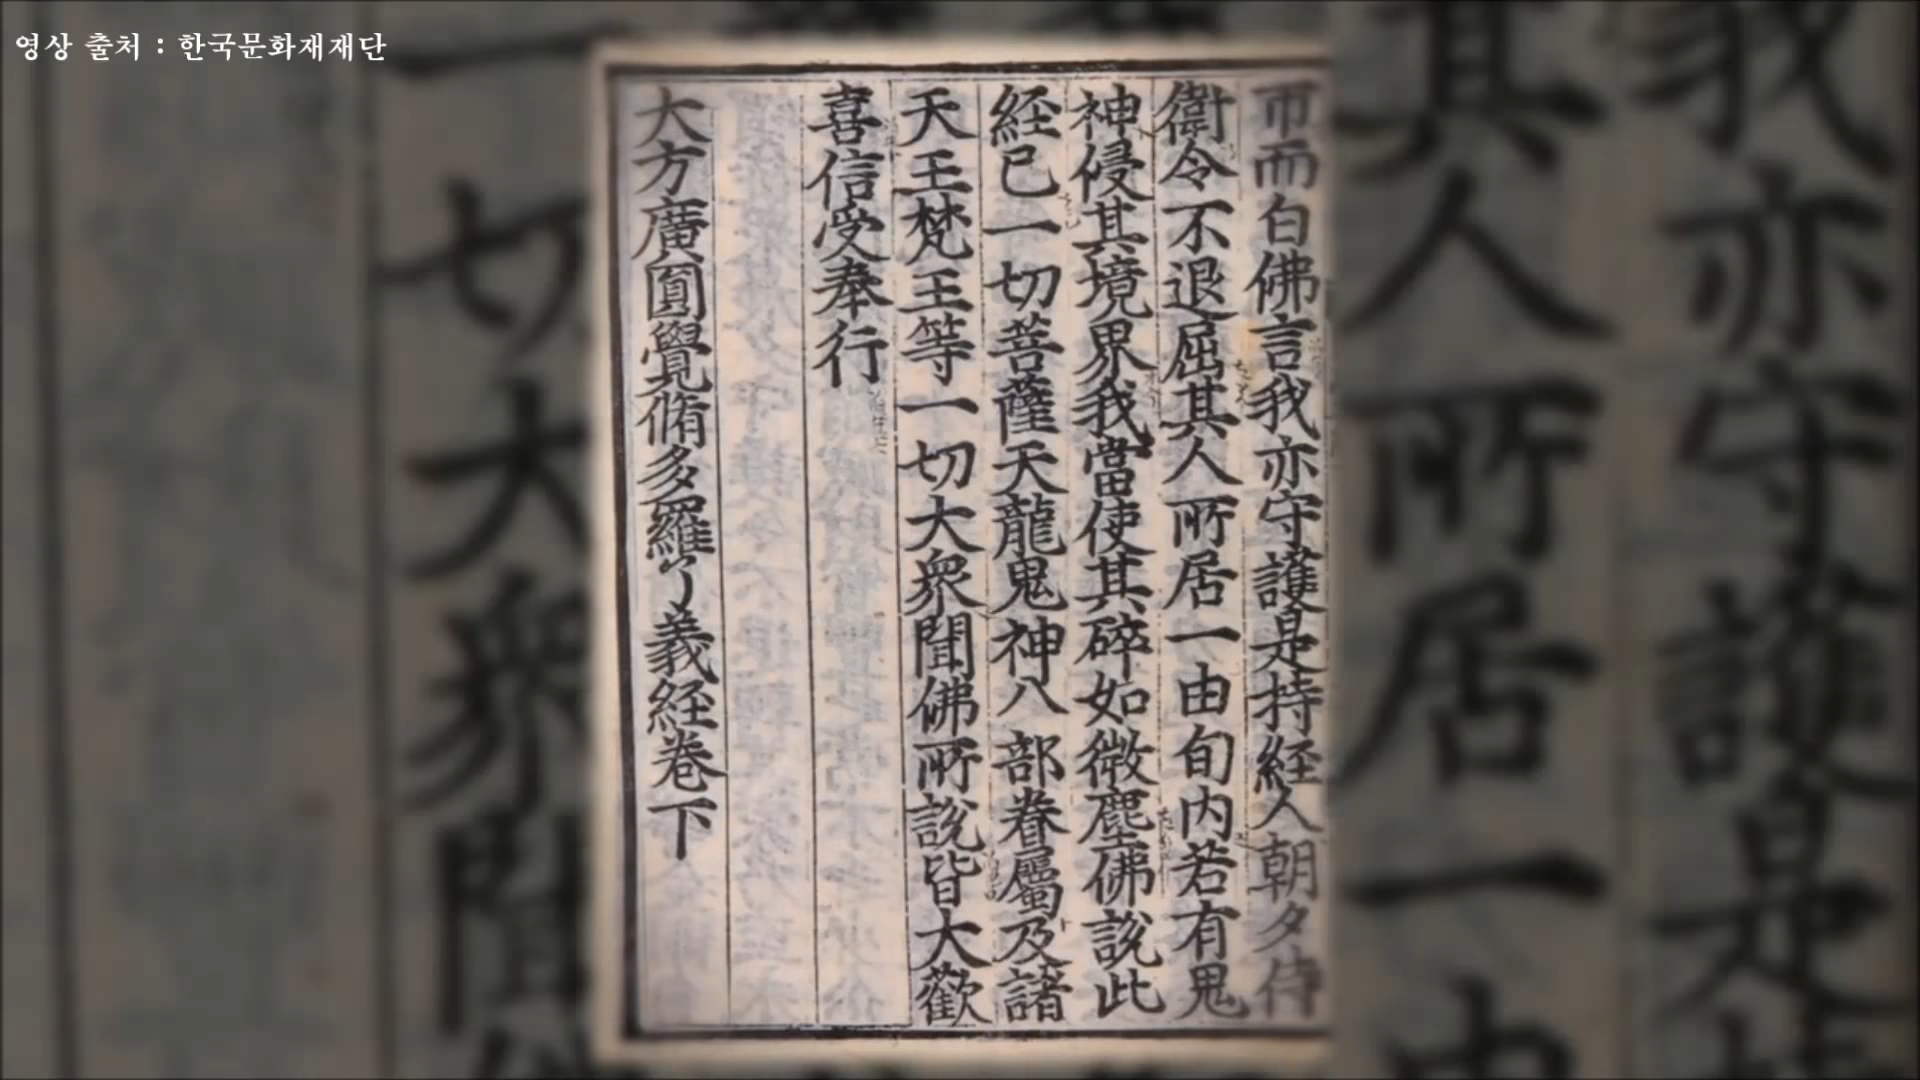 영상 출처 : 한국문화재재단
帀而白佛言我亦守護是持経人朝夕侍
衛令不退屈其人所居一由旬内若有鬼
神侵其境界我當使其碎如微塵佛說此
経已一切菩薩天龍鬼神八部眷屬及諸
天王梵王等一切大衆聞佛所說皆大歡
喜信受奉行
大方廣圓覺脩多羅了義経卷下